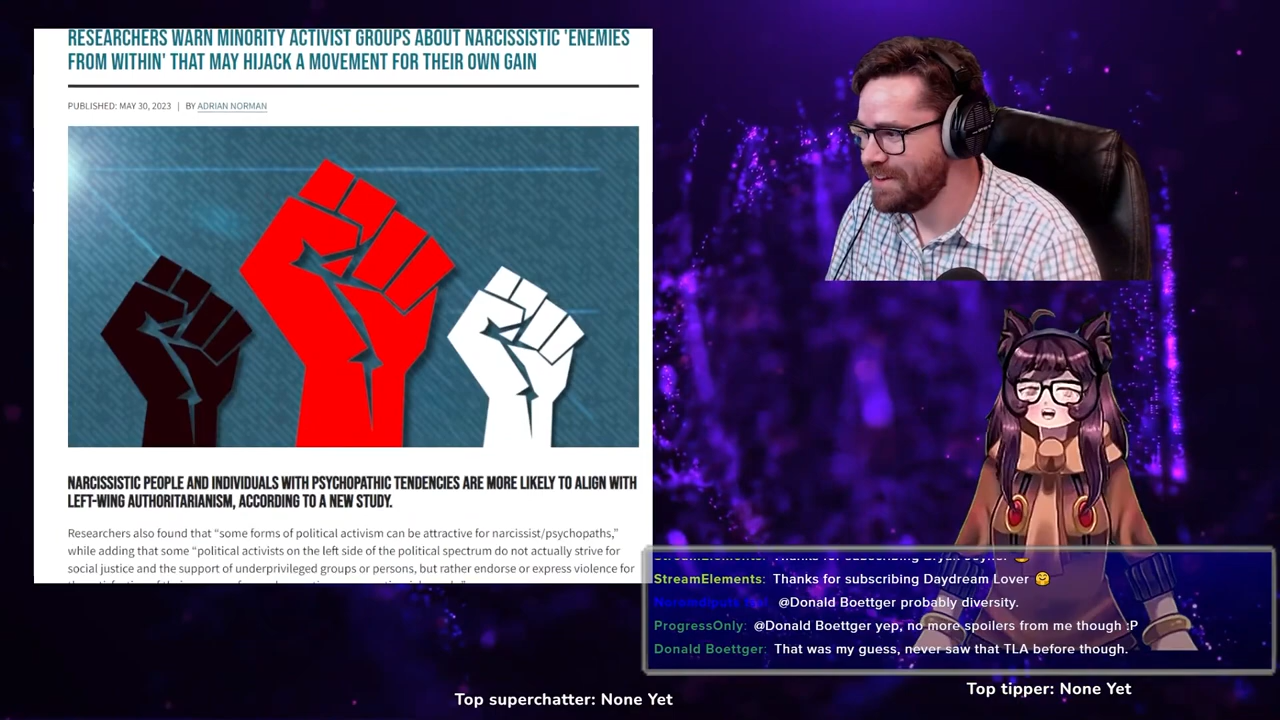 RESEARCHERS WARN MINORITY ACTIVIST GROUPS ABOUT NARCISSISTIC 'ENEMIES
FROM WITHIN' THAT MAY HIJACK A MOVEMENT FOR THEIR OWN GAIN
PUBLISHED: MAY 30, 2023 | BY ADRIAN NORMAN
NARCISSISTIC PEOPLE AND INDIVIDUALS WITH PSYCHOPATHIC TENDENCIES ARE MORE LIKELY TO ALIGN WITH
LEFT-WING AUTHORITARIANISM, ACCORDING TO A NEW STUDY.
Researchers also found that “some forms of political activism can be attractive for narcissist/psychopaths,”
while adding that some “political activists on the left side of the political spectrum do not actually strive for
social justice and the support of underprivileged groups or persons, but rather endorse or express violence for
StreamElements: Thanks for subscribing
StreamElements: Thanks for subscribing Daydream Lover 🤗
@Donald Boettger probably diversity.
ProgressOnly: @Donald Boettger yep, no more spoilers from me though :P
Donald Boettger: That was my guess, never saw that TLA before though.
Top superchatter: None Yet
Top tipper: None Yet